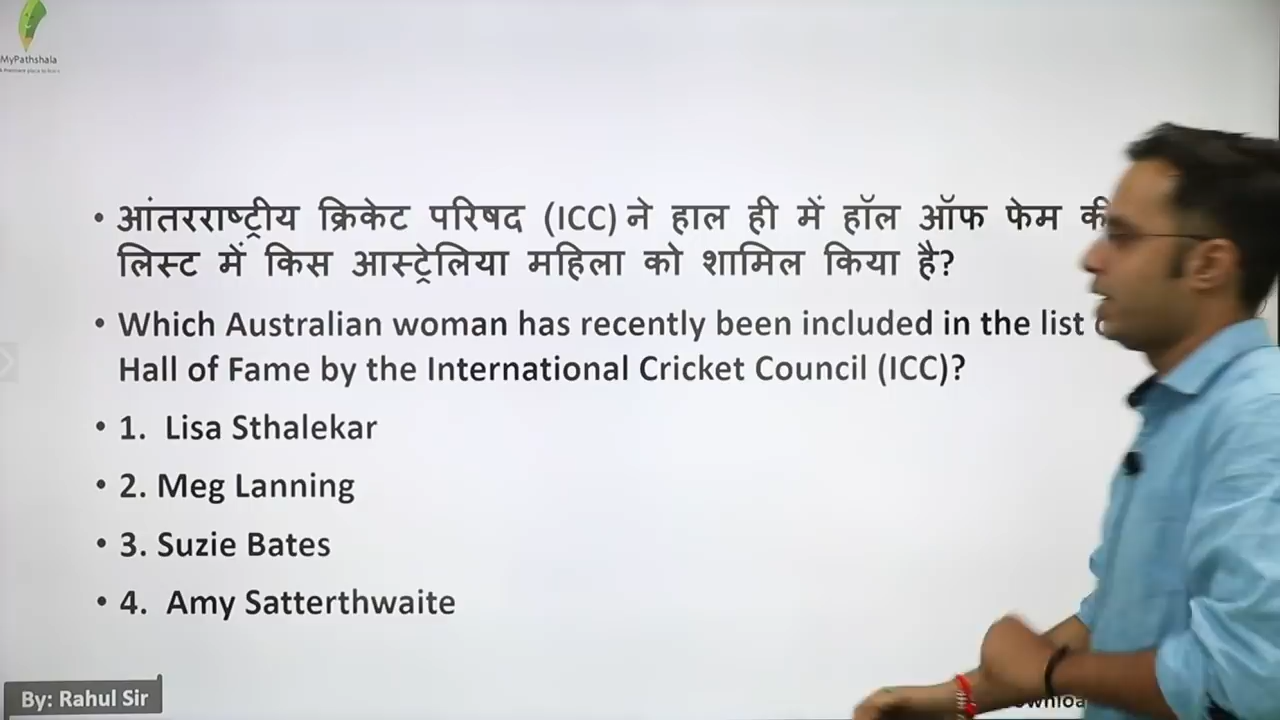 MyPathshala
• आंतरराष्ट्रीय क्रिकेट परिषद (ICC) ने हाल ही में हॉल ऑफ फेम की
लिस्ट में किस आस्ट्रेलिया महिला को शामिल किया है?
• Which Australian woman has recently been included in the list
Hall of Fame by the International Cricket Council (ICC)?
• 1. Lisa Sthalekar
• 2. Meg Lanning
• 3. Suzie Bates
• 4. Amy Satterthwaite
By: Rahul Sir